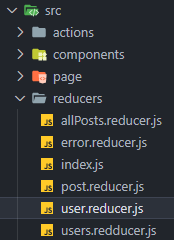 src
actions
components
page
reducers
allPosts.reducer.js
error.redducer.js
index.js
post.reducer.js
user.reducer.js
users.redducer.js